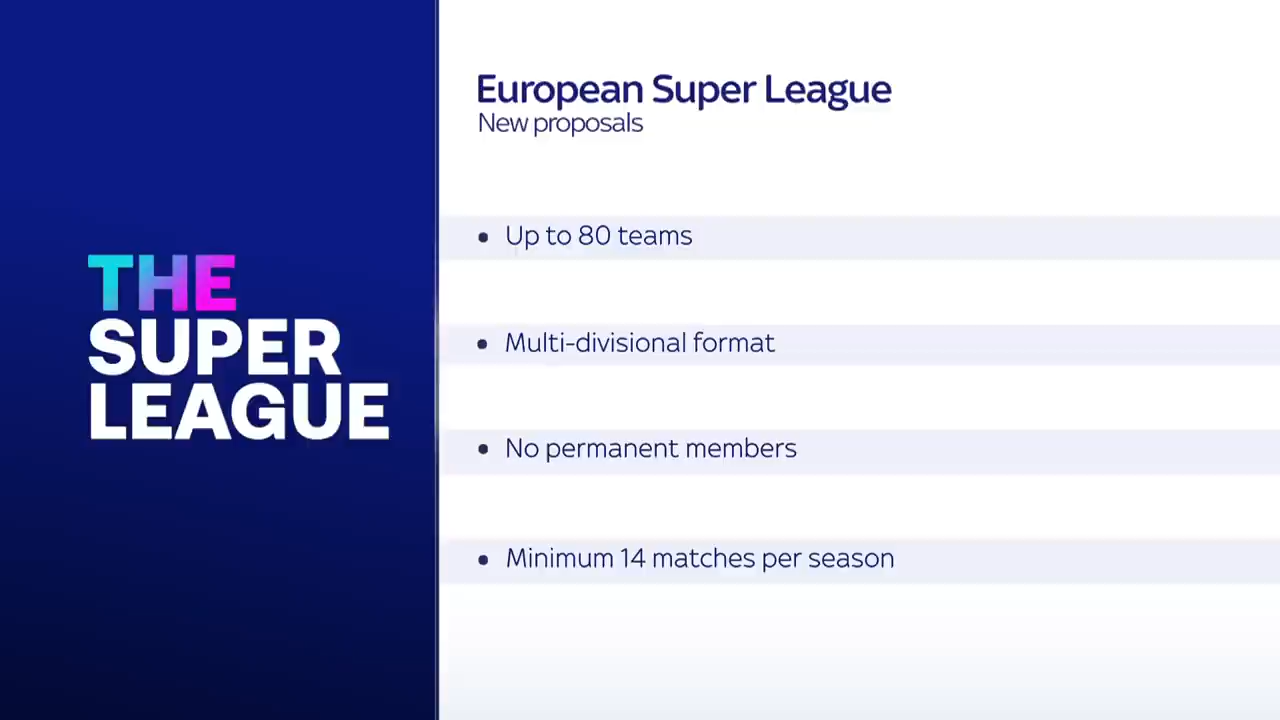 THE
SUPER
LEAGUE
European Super League
New proposals
• Up to 80 teams
• Multi-divisional format
• No permanent members
• Minimum 14 matches per season